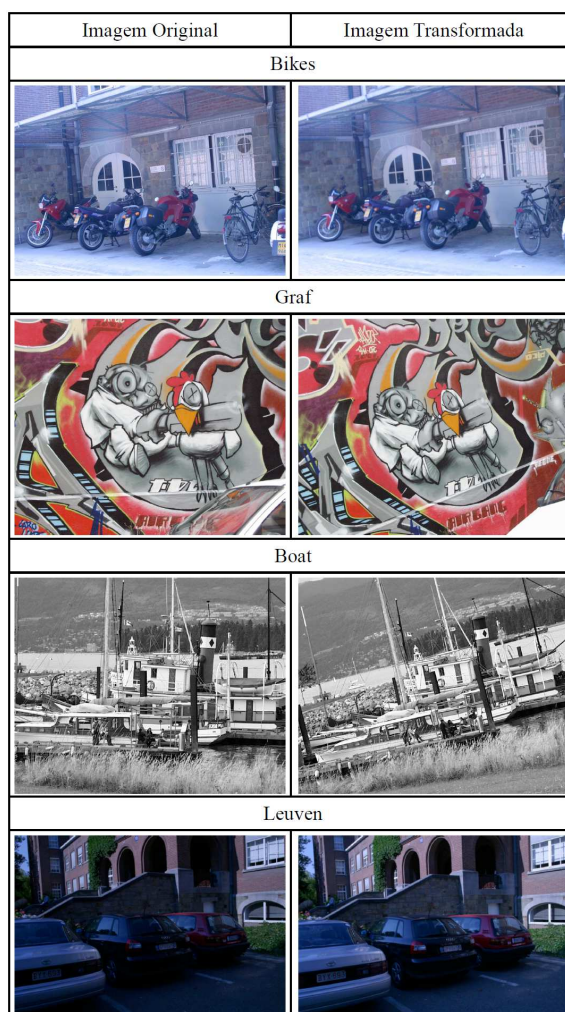 Imagem Original
Imagem Transformada
Bikes
Graf
Boat
Leuven